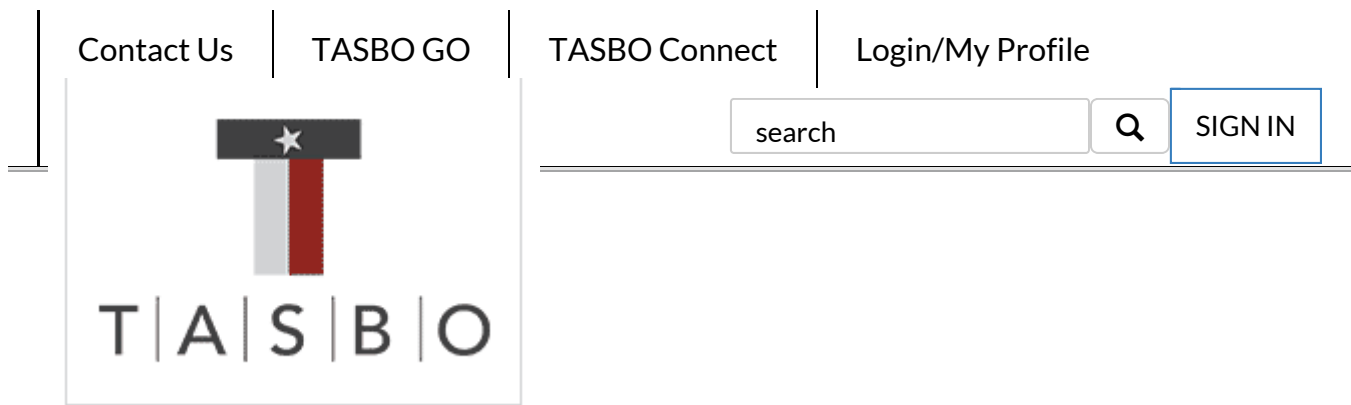 Contact Us
TASBO GO
TASBO Connect
Login/My Profile
search
SIGN IN
T|A|S|B|O